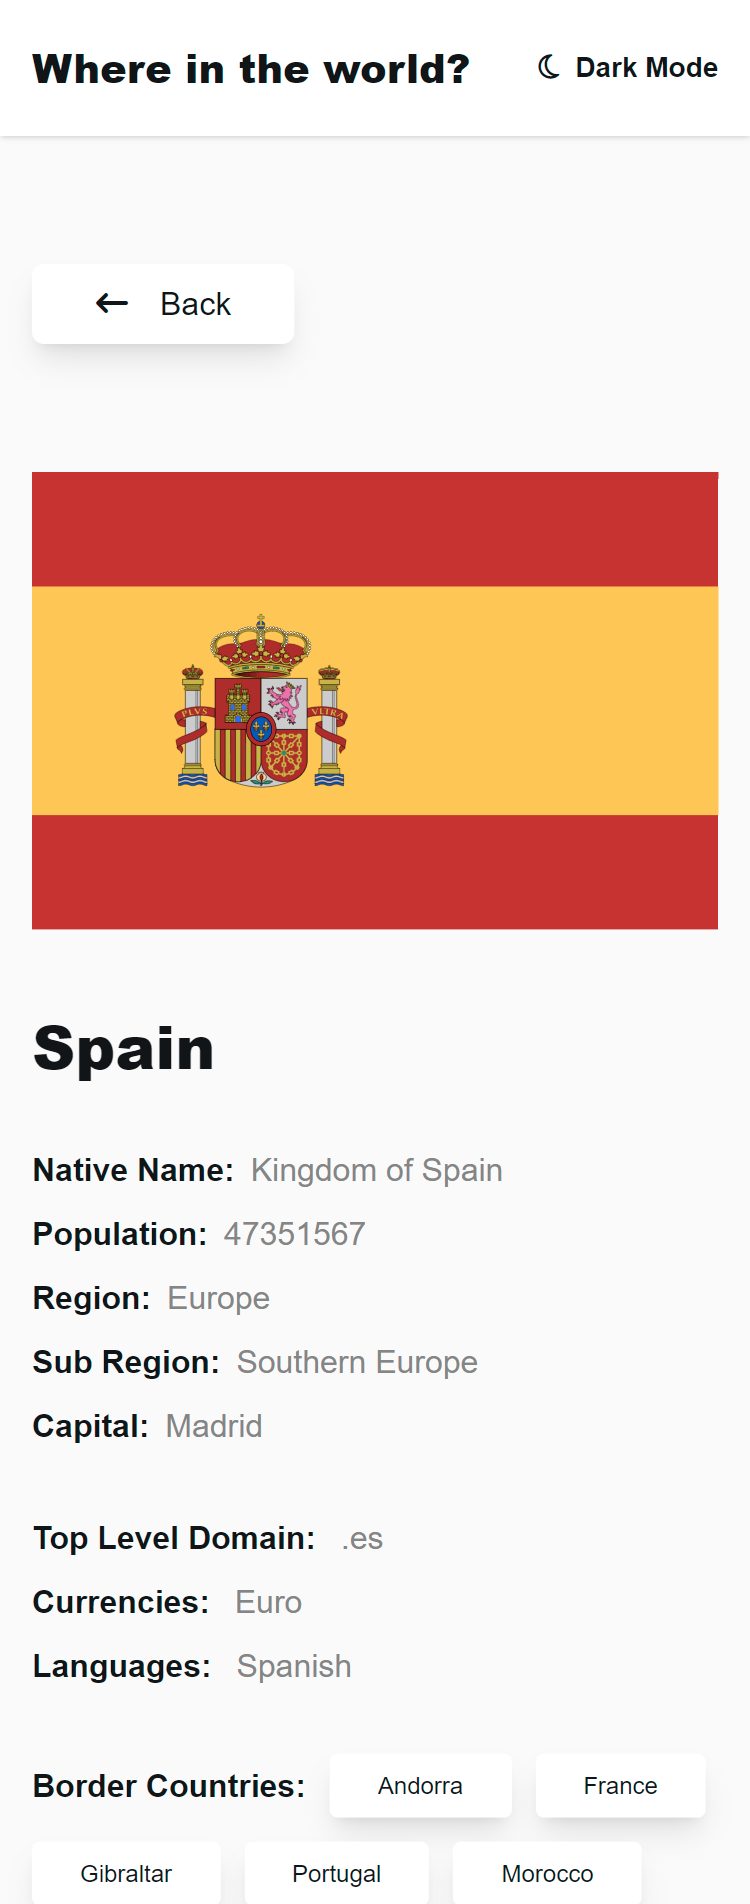 Where in the world?
Dark Mode
Back
PLVS VLTRA
Spain
Native Name: Kingdom of Spain
Population: 47351567
Region: Europe
Sub Region: Southern Europe
Capital: Madrid
Top Level Domain: .es
Currencies: Euro
Languages: Spanish
Border Countries: Andorra France
Gibraltar Portugal Morocco